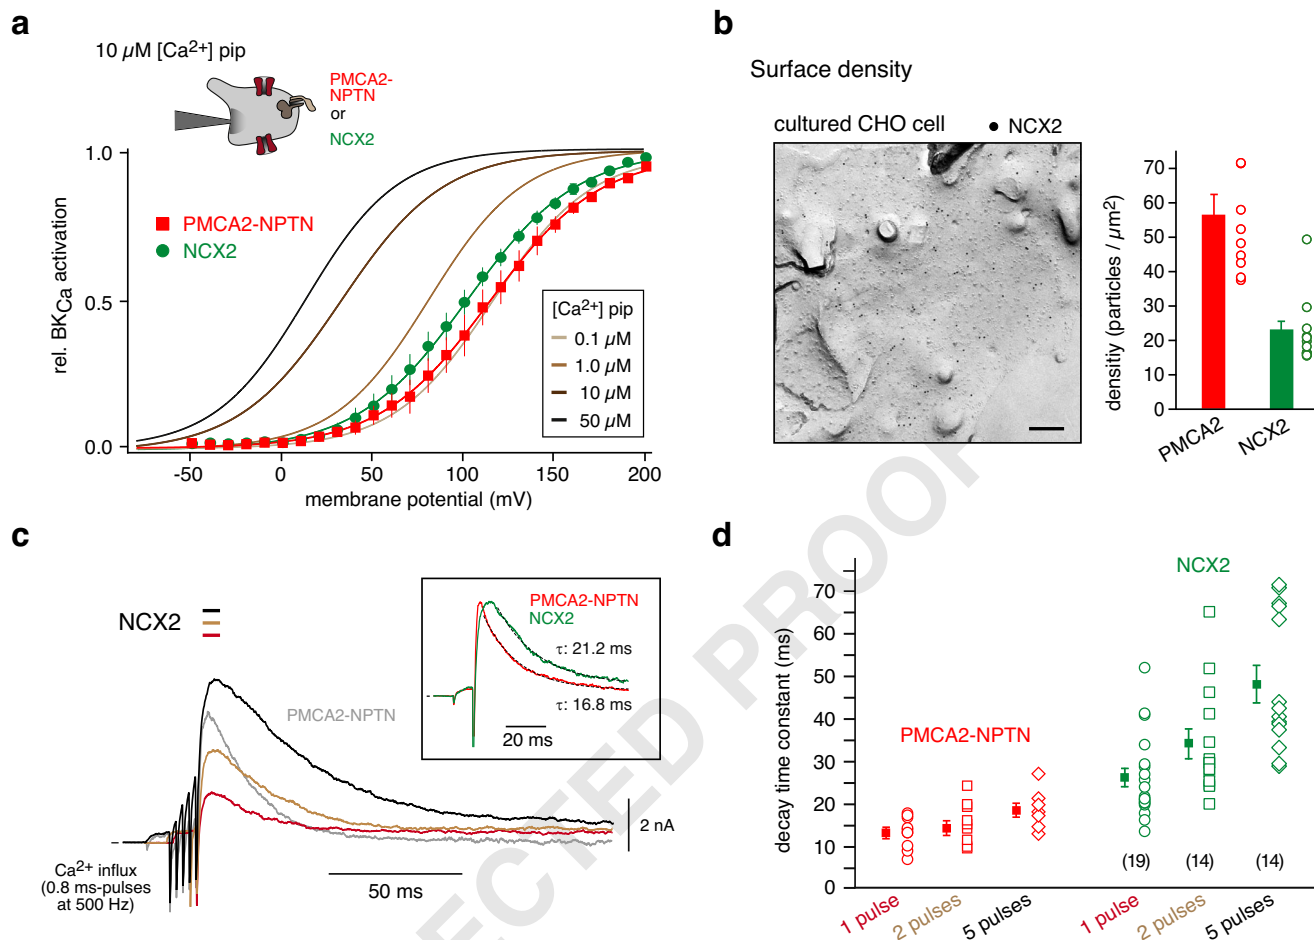 a
10 µM [Ca2+] pip
PMCA2-
NPTN
or
NCX2
1.0
0.5
0.0
rel. BKCa activation
PMCA2-NPTN
NCX2
[Ca2+] pip
0.1 µM
1.0 µM
10 µM
50 µM
-50
0
50
100
150
200
membrane potential (mV)
b
Surface density
cultured CHO cell
NCX2
densitiy (particles / µm2)
70
60
50
40
30
20
10
0
PMCA2
NCX2
c
NCX2
PMCA2-NPTN
PMCA2-NPTN
NCX2
τ: 21.2 ms
τ: 16.8 ms
20 ms
2 nA
50 ms
Ca2+ influx
(0.8 ms-pulses
at 500 Hz)
d
decay time constant (ms)
70
60
50
40
30
20
10
0
PMCA2-NPTN
NCX2
(19)
(14)
(14)
1 pulse
2 pulses
5 pulses
1 pulse
2 pulses
5 pulses
ECTED PROOF